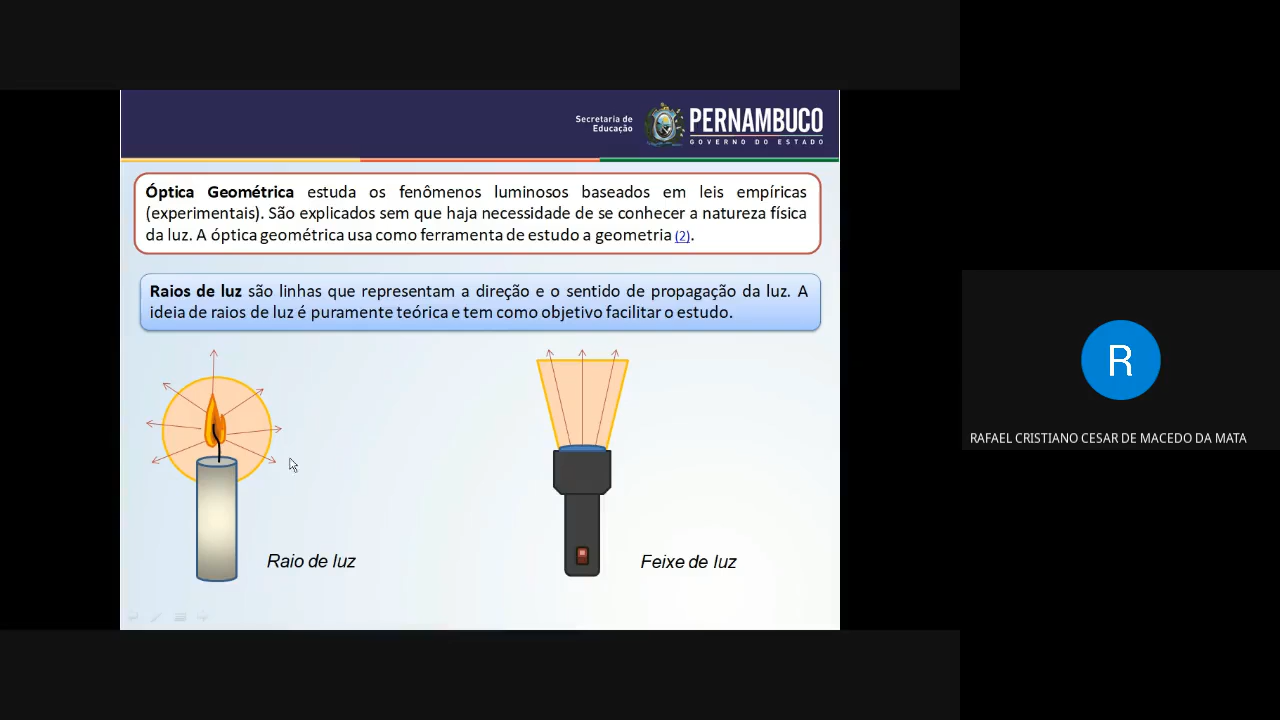 Secretaria de
Educação
PERNAMBUCO
GOVERNO DO ESTADO
Óptica Geométrica estuda os fenômenos luminosos baseados em leis empíricas
(experimentais). São explicados sem que haja necessidade de se conhecer a natureza física
da luz. A óptica geométrica usa como ferramenta de estudo a geometria (2).
Raios de luz são linhas que representam a direção e o sentido de propagação da luz. A
ideia de raios de luz é puramente teórica e tem como objetivo facilitar o estudo.
Raio de luz
Feixe de luz
R
RAFAEL CRISTIANO CESAR DE MACEDO DA MATA